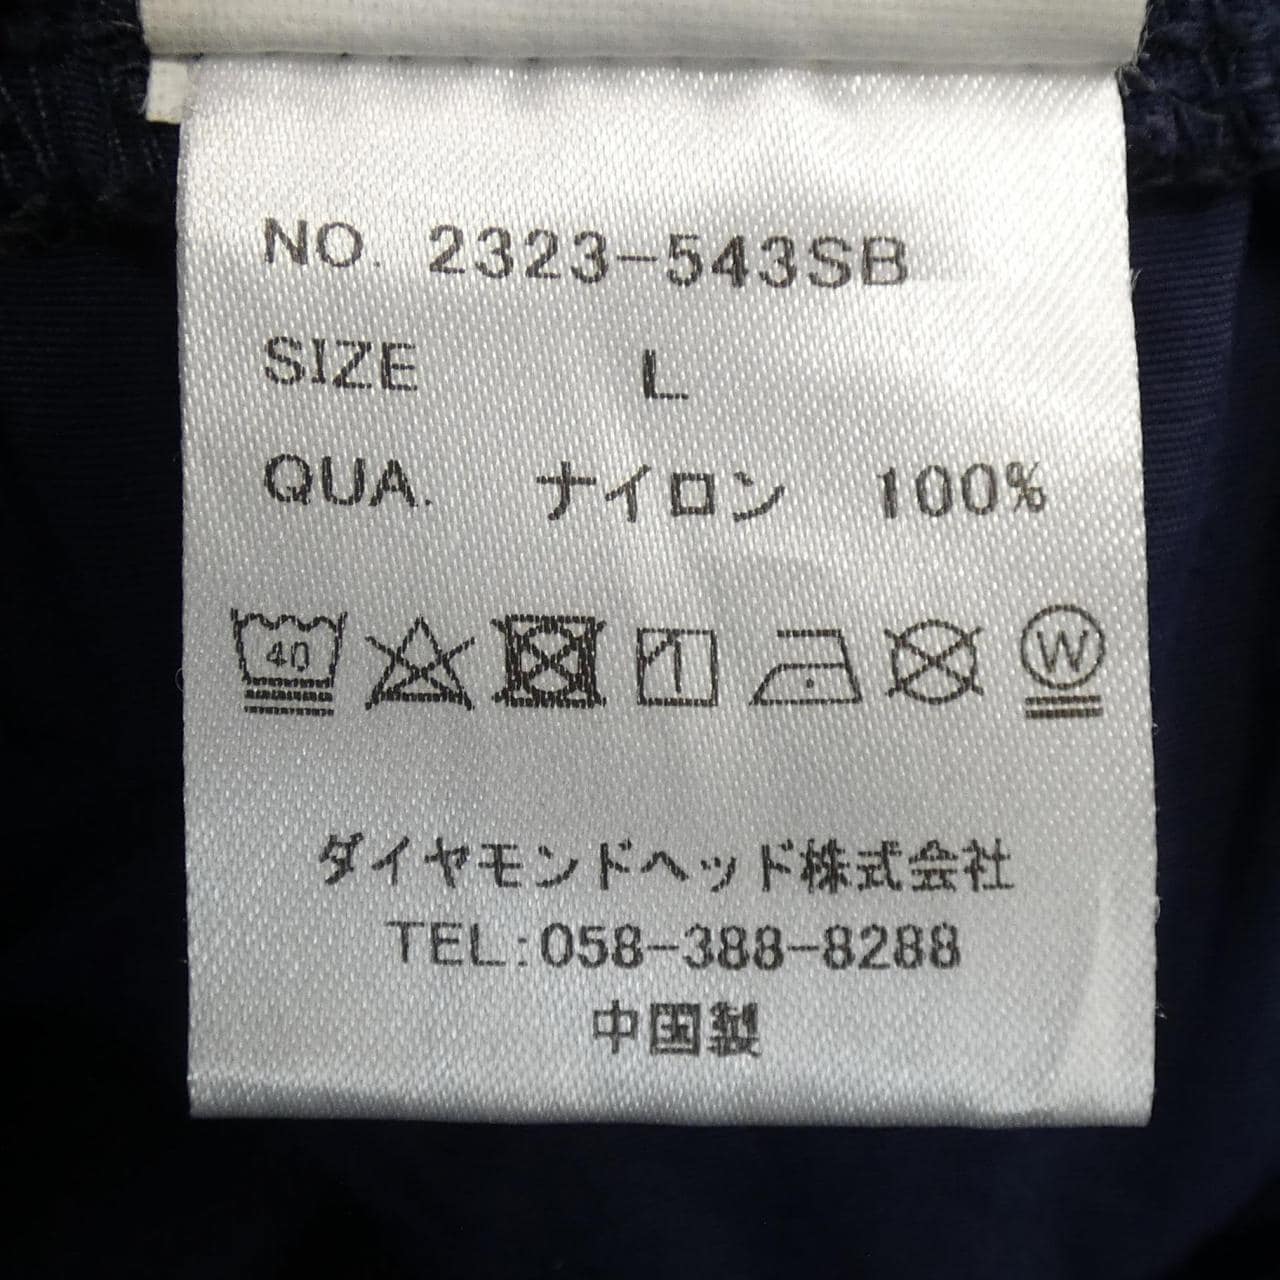 NO. 2323-543SB
SIZE L
QUA. ナイロン 100%
40 W
ダイヤモンドヘッド株式会社
TEL:058-388-8288
中国製